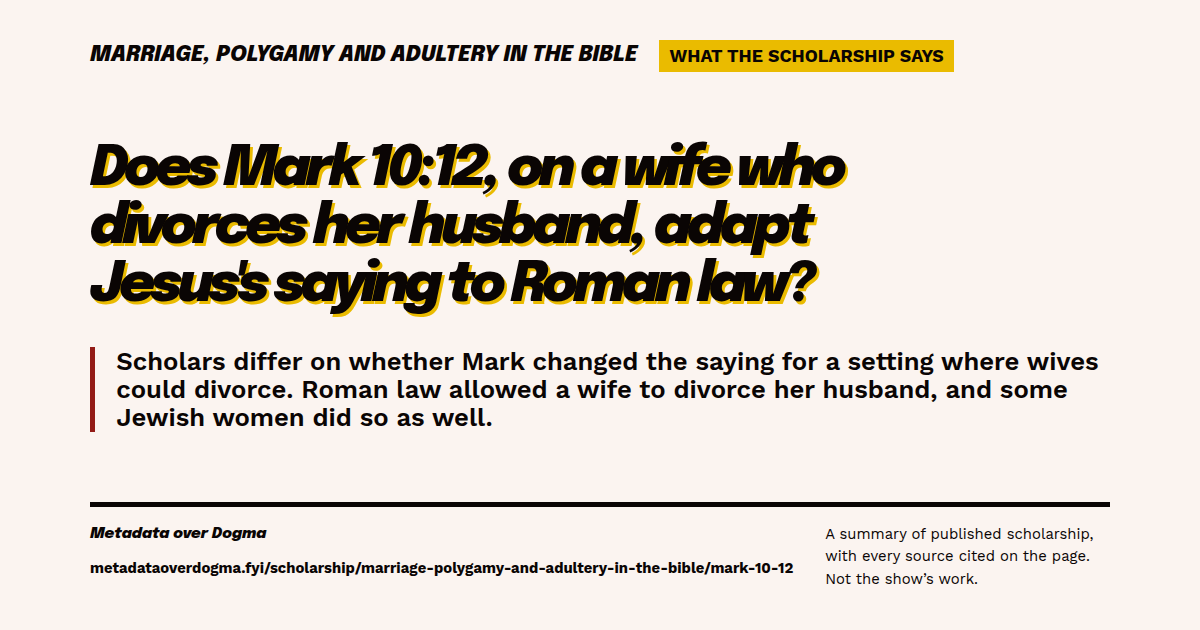 MARRIAGE, POLYGAMY AND ADULTERY IN THE BIBLE
WHAT THE SCHOLARSHIP SAYS
Does Mark 10:12, on a wife who
divorces her husband, adapt
Jesus's saying to Roman law?
Scholars differ on whether Mark changed the saying for a setting where wives
could divorce. Roman law allowed a wife to divorce her husband, and some
Jewish women did so as well.
Metadata over Dogma
metadataoverdogma.fyi/scholarship/marriage-polygamy-and-adultery-in-the-bible/mark-10-12
A summary of published scholarship,
with every source cited on the page.
Not the show’s work.